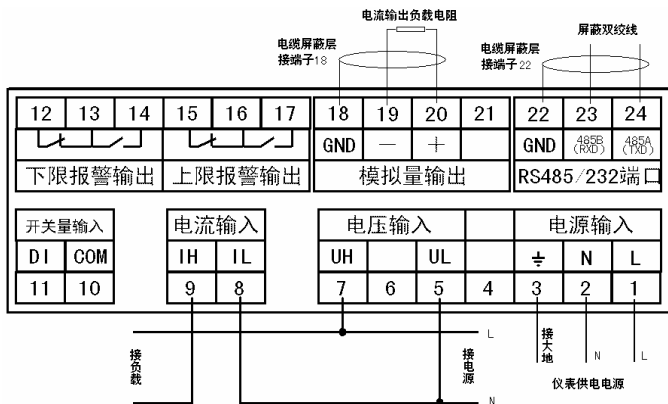 电流输出负载电阻
电缆屏蔽层
接端子18
屏蔽双绞线
电缆屏蔽层
接端子22
12 13 14 15 16 17 18 19 20 21 22 23 24
GND — + GND 485B (RXD) 485A (TXD)
下限报警输出 上限报警输出 模拟量输出 RS485/232端口
开关量输入 电流输入 电压输入 电源输入
DI COM IH IL UH UL ⏚ N L
11 10 9 8 7 6 5 4 3 2 1
接负载
L
接电源
N
接大地
N
L
仪表供电电源